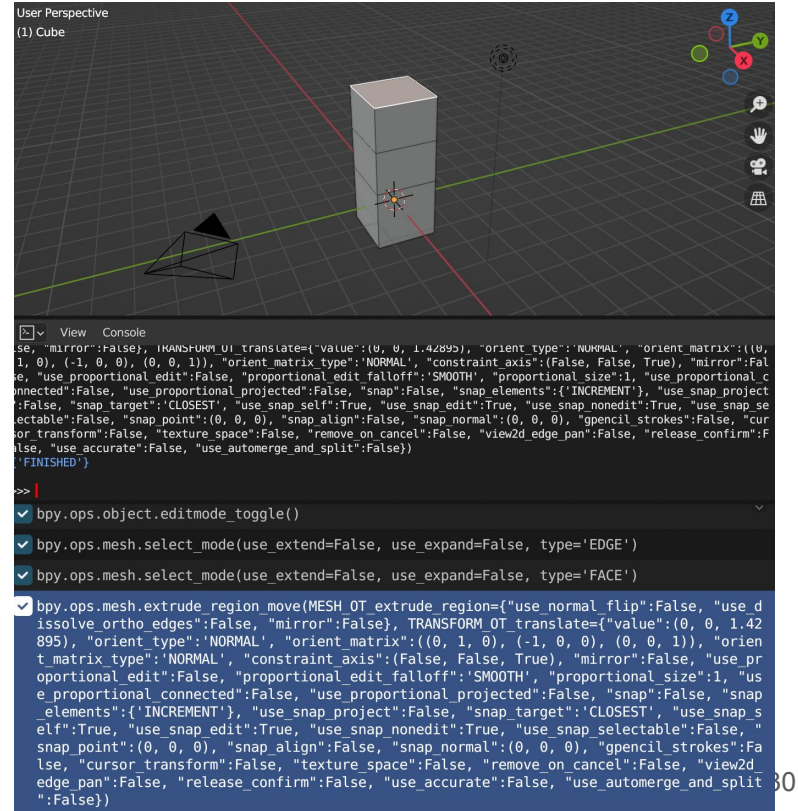 User Perspective
(1) Cube
Z
Y
X
View Console
se, "mirror":False}, TRANSFORM_OT_translate={"value":(0, 0, 1.42895), "orient_type":'NORMAL', "orient_matrix":((0,
1, 0), (-1, 0, 0), (0, 0, 1)), "orient_matrix_type":'NORMAL', "constraint_axis":(False, False, True), "mirror":Fal
se, "use_proportional_edit":False, "proportional_edit_falloff":'SMOOTH', "proportional_size":1, "use_proportional_c
onnected":False, "use_proportional_projected":False, "snap":False, "snap_elements":{'INCREMENT'}, "use_snap_project
":False, "snap_target":'CLOSEST', "use_snap_self":True, "use_snap_edit":True, "use_snap_nonedit":True, "use_snap_se
lectable":False, "snap_point":(0, 0, 0), "snap_align":False, "snap_normal":(0, 0, 0), "gpencil_strokes":False, "cur
sor_transform":False, "texture_space":False, "remove_on_cancel":False, "view2d_edge_pan":False, "release_confirm":F
alse, "use_accurate":False, "use_automerge_and_split":False})
{'FINISHED'}
>>>
bpy.ops.object.editmode_toggle()
bpy.ops.mesh.select_mode(use_extend=False, use_expand=False, type='EDGE')
bpy.ops.mesh.select_mode(use_extend=False, use_expand=False, type='FACE')
bpy.ops.mesh.extrude_region_move(MESH_OT_extrude_region={"use_normal_flip":False, "use_d
issolve_ortho_edges":False, "mirror":False}, TRANSFORM_OT_translate={"value":(0, 0, 1.42
895), "orient_type":'NORMAL', "orient_matrix":((0, 1, 0), (-1, 0, 0), (0, 0, 1)), "orien
t_matrix_type":'NORMAL', "constraint_axis":(False, False, True), "mirror":False, "use_pr
oportional_edit":False, "proportional_edit_falloff":'SMOOTH', "proportional_size":1, "us
e_proportional_connected":False, "use_proportional_projected":False, "snap":False, "snap
_elements":{'INCREMENT'}, "use_snap_project":False, "snap_target":'CLOSEST', "use_snap_s
elf":True, "use_snap_edit":True, "use_snap_nonedit":True, "use_snap_selectable":False, "
snap_point":(0, 0, 0), "snap_align":False, "snap_normal":(0, 0, 0), "gpencil_strokes":Fa
lse, "cursor_transform":False, "texture_space":False, "remove_on_cancel":False, "view2d_
edge_pan":False, "release_confirm":False, "use_accurate":False, "use_automerge_and_split
":False})